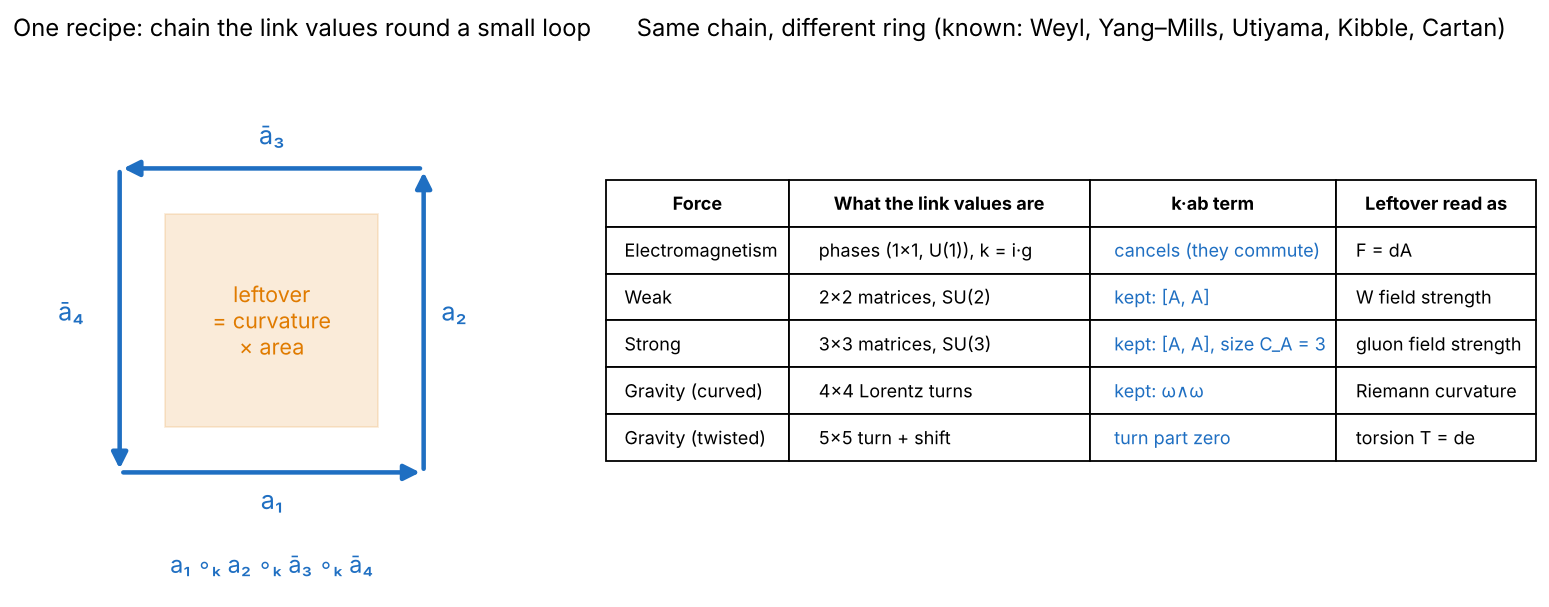 One recipe: chain the link values round a small loop
Same chain, different ring (known: Weyl, Yang–Mills, Utiyama, Kibble, Cartan)
ā₃
ā₄
leftover
= curvature
× area
a₂
a₁
a₁ ∘ₖ a₂ ∘ₖ ā₃ ∘ₖ ā₄
Force What the link values are k·ab term Leftover read as
Electromagnetism phases (1×1, U(1)), k = i·g cancels (they commute) F = dA
Weak 2×2 matrices, SU(2) kept: [A, A] W field strength
Strong 3×3 matrices, SU(3) kept: [A, A], size C_A = 3 gluon field strength
Gravity (curved) 4×4 Lorentz turns kept: ω∧ω Riemann curvature
Gravity (twisted) 5×5 turn + shift turn part zero torsion T = de